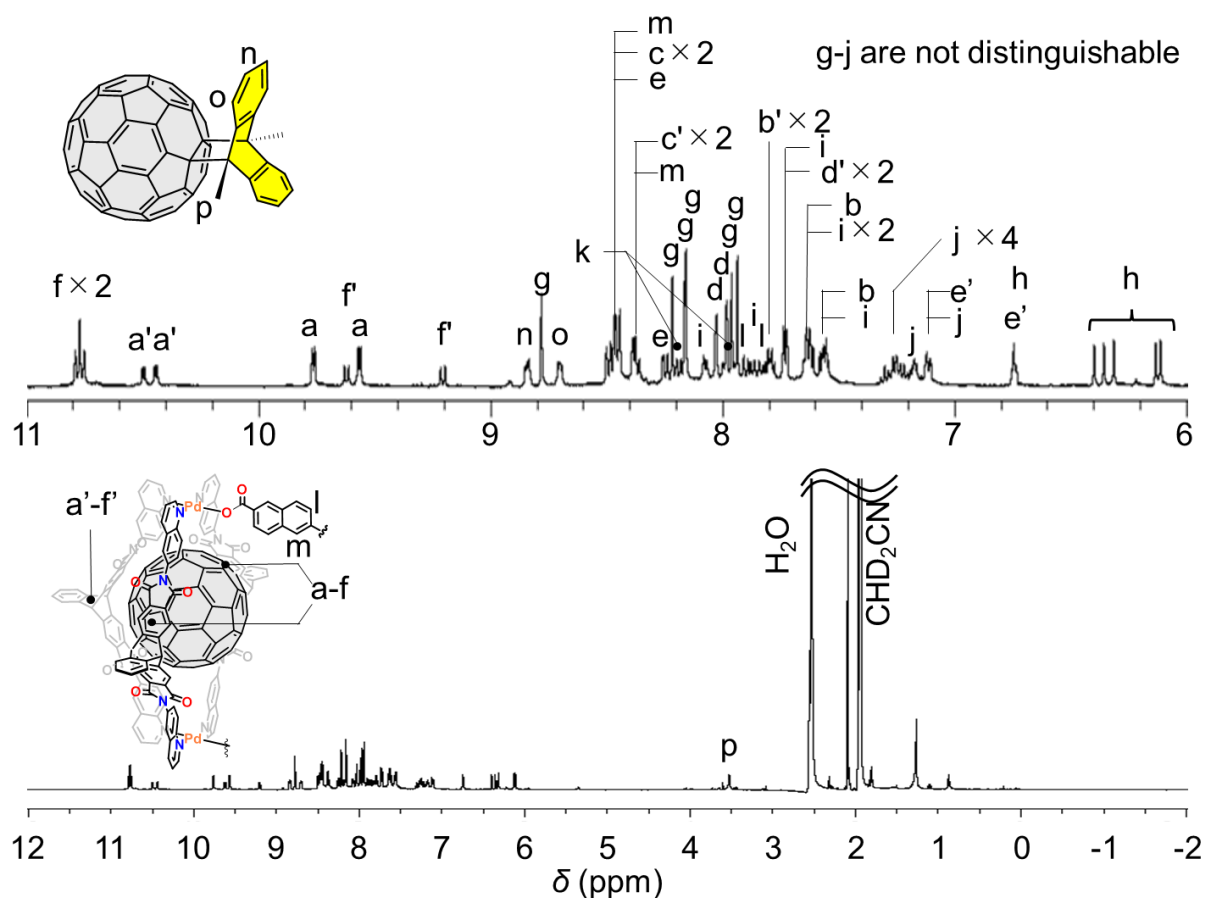 n
o
p
g-j are not distinguishable
m
c × 2
e
c' × 2
m
b' × 2
i
d' × 2
b
i × 2
b
i
j × 4
e'
j
f × 2
a' a'
a
f'
a
f'
g
n
o
k
e
g
g
i
d
d
g
g
l
i
l
j
e'
h
h
11 10 9 8 7 6
a'-f'
Pd
N
N
O
O
l
m
a-f
N
O
O
O
O
N
O
O
N
O
O
O
N
Pd
N
H₂O
CHD₂CN
p
12 11 10 9 8 7 6 5 4 3 2 1 0 -1 -2
δ (ppm)